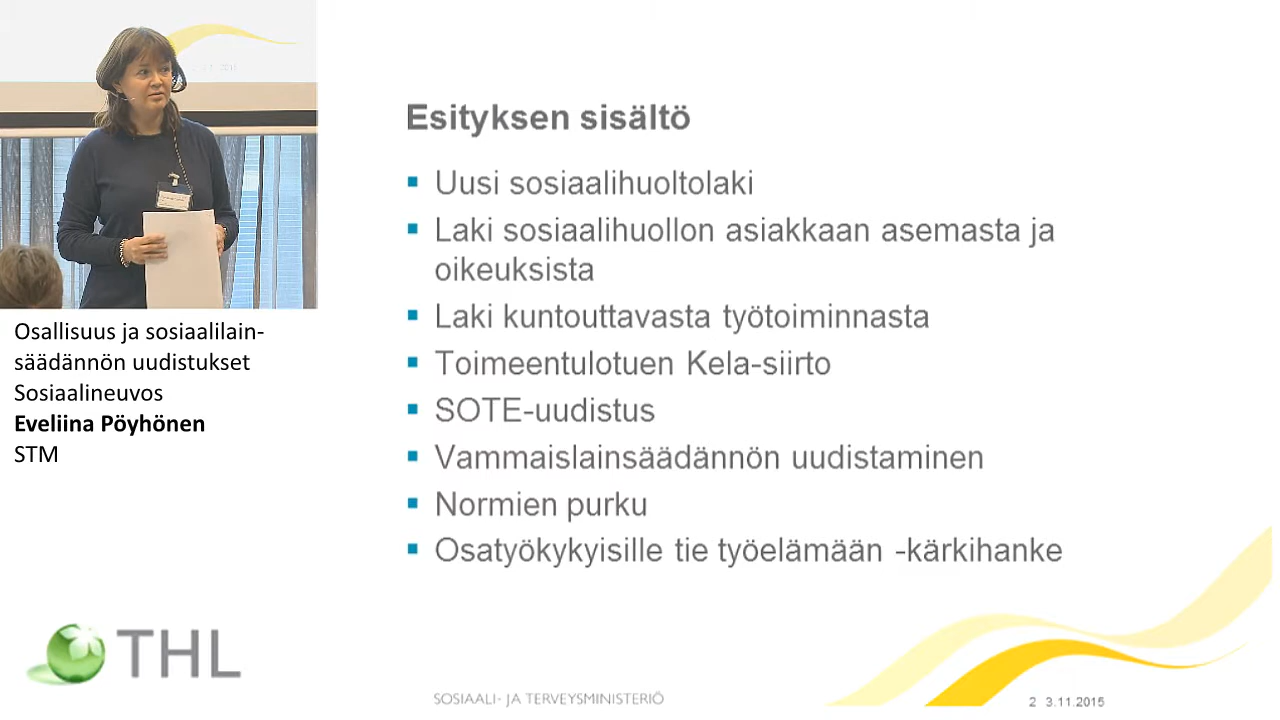 Esityksen sisältö
Uusi sosiaalihuoltolaki
Laki sosiaalihuollon asiakkaan asemasta ja
oikeuksista
Laki kuntouttavasta työtoiminnasta
Toimeentulotuen Kela-siirto
SOTE-uudistus
Vammaislainsäädännön uudistaminen
Normien purku
Osatyökykyisille tie työelämään -kärkihanke
Osallisuus ja sosiaalilain-
säädännön uudistukset
Sosiaalineuvos
Eveliina Pöyhönen
STM
THL
SOSIAALI- JA TERVEYSMINISTERIÖ
2 3.11.2015